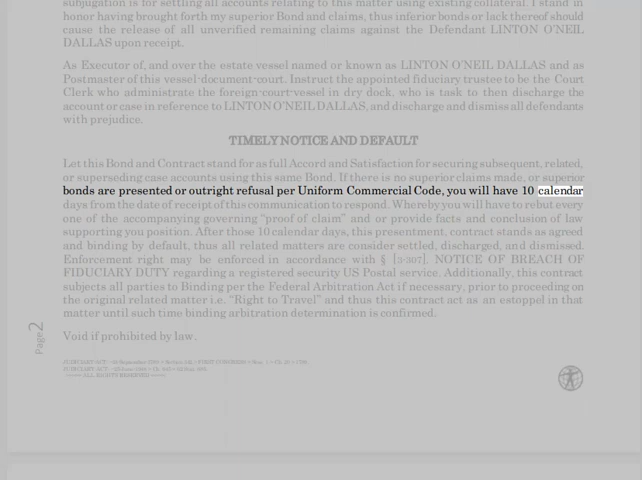 subjugation is for settling all accounts relating to this matter using existing collateral. I stand in
honor having brought forth my superior Bond and claims, thus inferior bonds or lack thereof should
cause the release of all unverified remaining claims against the Defendant LINTON O'NEIL
DALLAS upon receipt.
As Executor of, and over the estate vessel named or known as LINTON O'NEIL DALLAS and as
Postmaster of this vessel-document-court. Instruct the appointed fiduciary trustee to be the Court
Clerk who administrate the foreign-court-vessel in dry dock, who is task to then discharge the
account or case in reference to LINTON O'NEIL DALLAS, and discharge and dismiss all defendants
with prejudice.
TIMELY NOTICE AND DEFAULT
Let this Bond and Contract stand for as full Accord and Satisfaction for securing subsequent, related,
or superseding case accounts using this same Bond. If there is no superior claims made, or superior
bonds are presented or outright refusal per Uniform Commercial Code, you will have 10 calendar
days from the date of receipt of this communication to respond. Whereby you will have to rebut every
one of the accompanying governing “proof of claim” and or provide facts and conclusion of law
supporting you position. After those 10 calendar days, this presentment, contract stands as agreed
and binding by default, thus all related matters are consider settled, discharged, and dismissed.
Enforcement right may be enforced in accordance with § [3-307]. NOTICE OF BREACH OF
FIDUCIARY DUTY regarding a registered security US Postal service. Additionally, this contract
subjects all parties to Binding per the Federal Arbitration Act if necessary, prior to proceeding on
the original related matter i.e. “Right to Travel” and thus this contract act as an estoppel in that
matter until such time binding arbitration determination is confirmed.
Void if prohibited by law.
Page2
ALL RIGHTS RESERVED